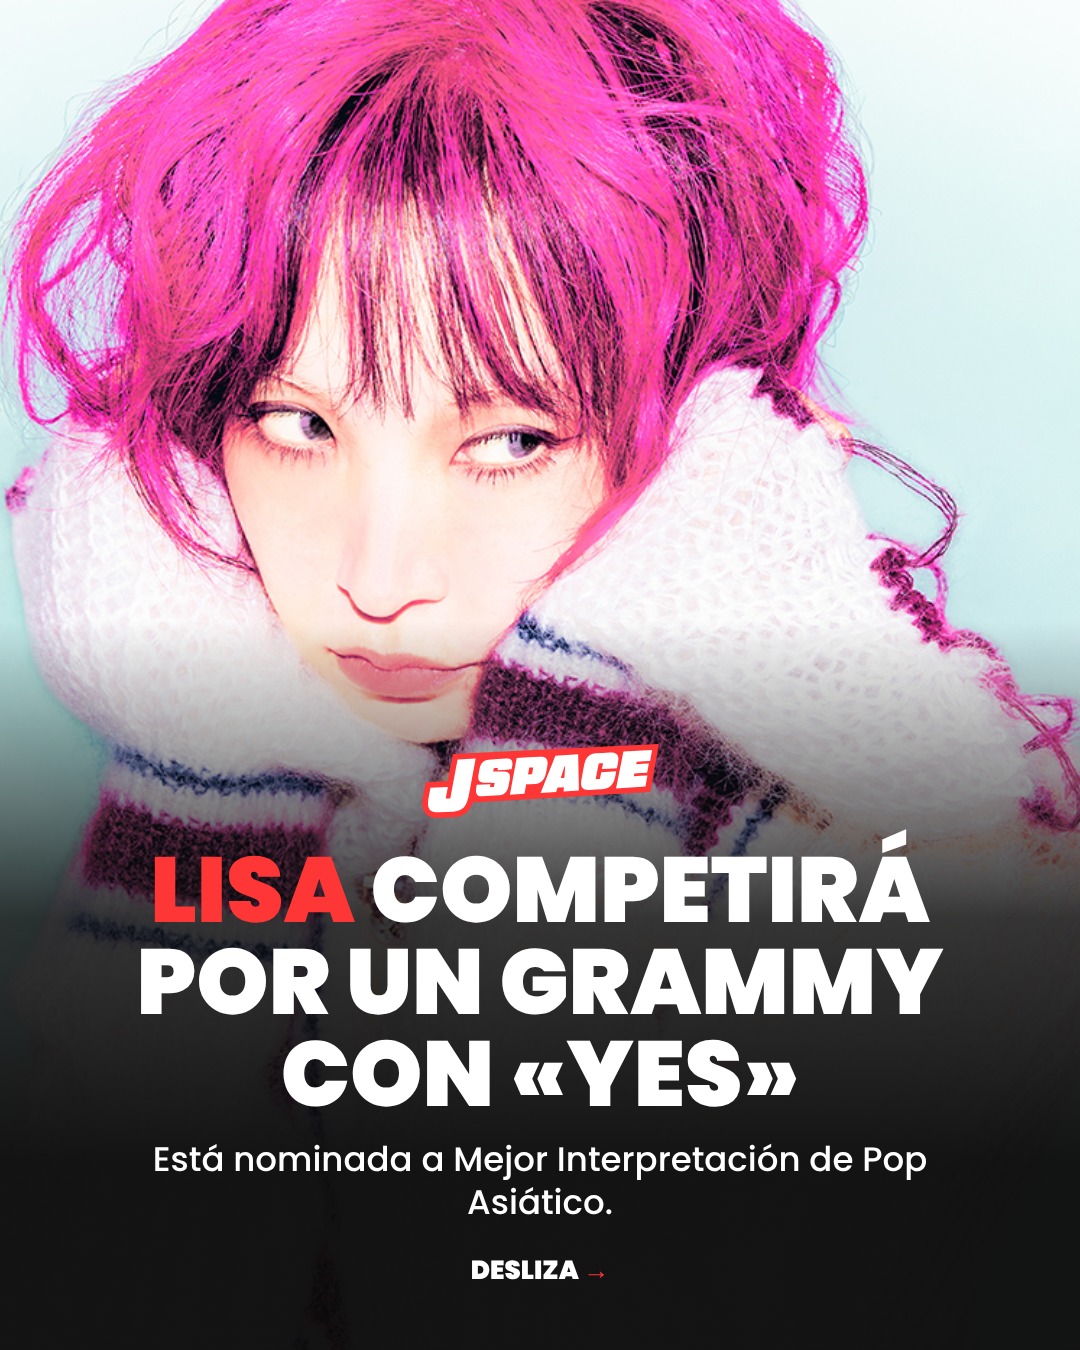 JSPACE
LISA COMPETIRÁ
POR UN GRAMMY
CON «YES»
Está nominada a Mejor Interpretación de Pop
Asiático.
DESLIZA →